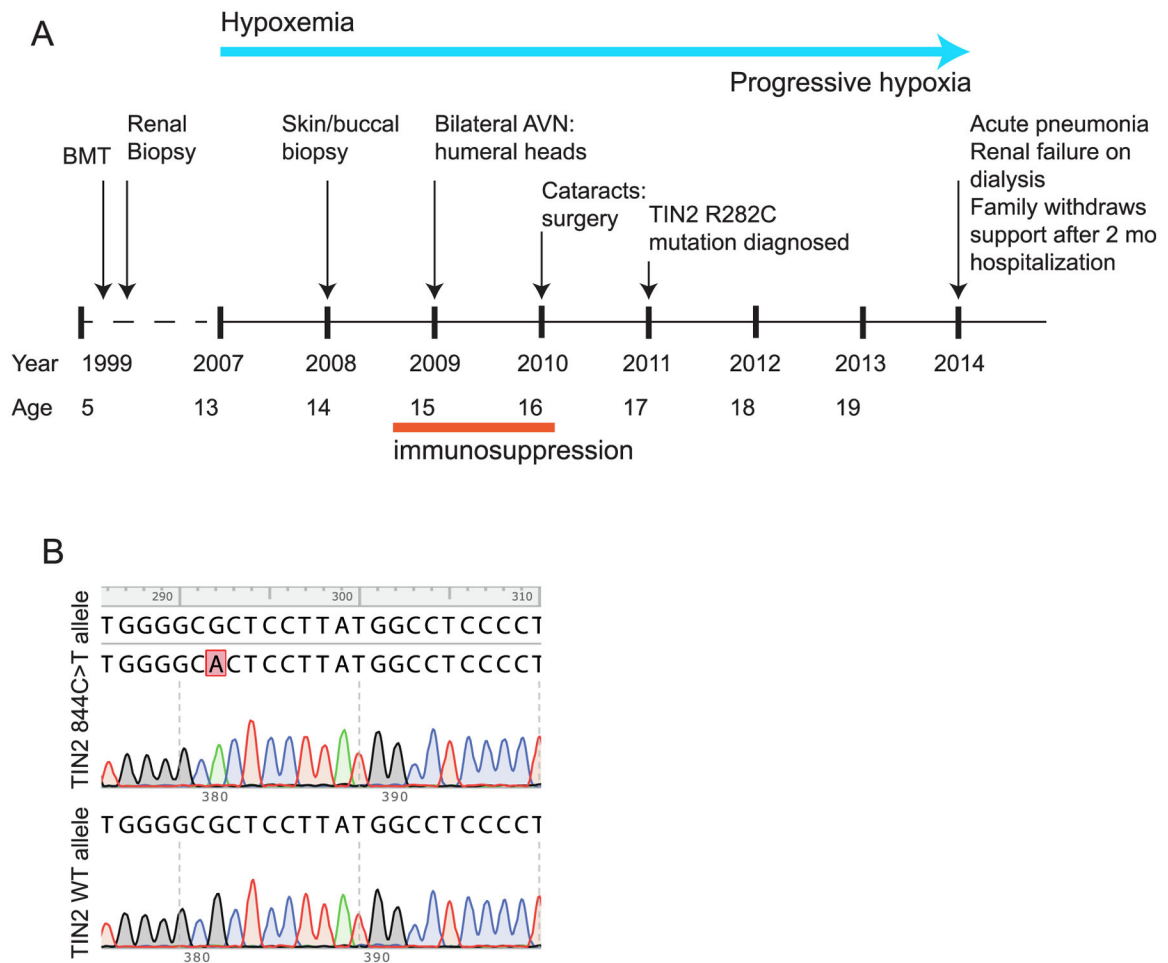 A
Hypoxemia
Progressive hypoxia
BMT
Renal
Biopsy
Skin/buccal
biopsy
Bilateral AVN:
humeral heads
Cataracts:
surgery
TIN2 R282C
mutation diagnosed
Acute pneumonia
Renal failure on
dialysis
Family withdraws
support after 2 mo
hospitalization
Year 1999 2007 2008 2009 2010 2011 2012 2013 2014
Age 5 13 14 15 16 17 18 19
immunosuppression
B
TIN2 844C>T allele
290 300 310
TGGGGCGCTCCTTATGGCCTCCCCT
TGGGGCACTCCTTATGGCCTCCCCT
380 390
TIN2 WT allele
TGGGGCGCTCCTTATGGCCTCCCCT
380 390